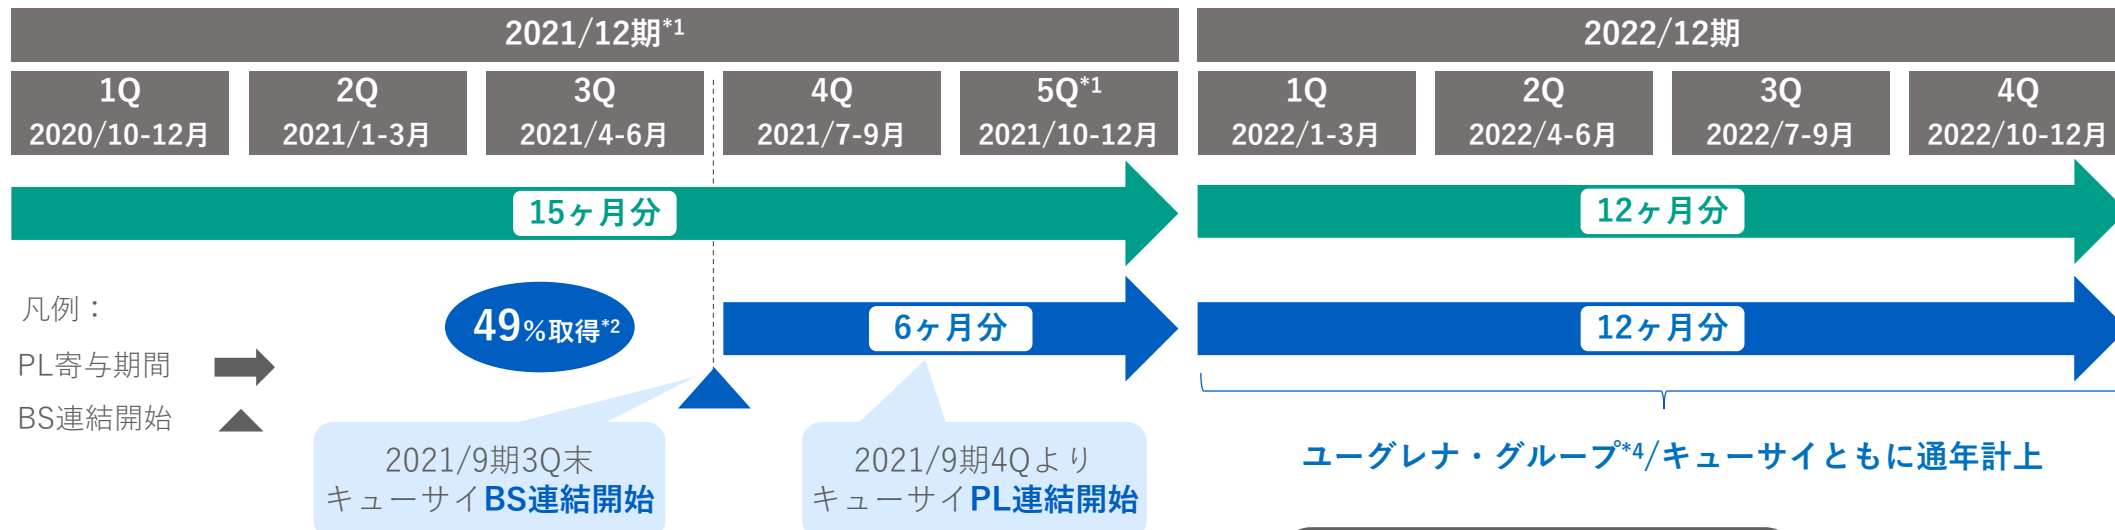 2021/12期*1
2022/12期
1Q
2020/10-12月
2Q
2021/1-3月
3Q
2021/4-6月
4Q
2021/7-9月
5Q*1
2021/10-12月
1Q
2022/1-3月
2Q
2022/4-6月
3Q
2022/7-9月
4Q
2022/10-12月
15ヶ月分
12ヶ月分
凡例：
PL寄与期間
BS連結開始
49%取得*2
6ヶ月分
12ヶ月分
2021/9期3Q末
キューサイBS連結開始
2021/9期4Qより
キューサイPL連結開始
ユーグレナ・グループ*4/キューサイともに通年計上